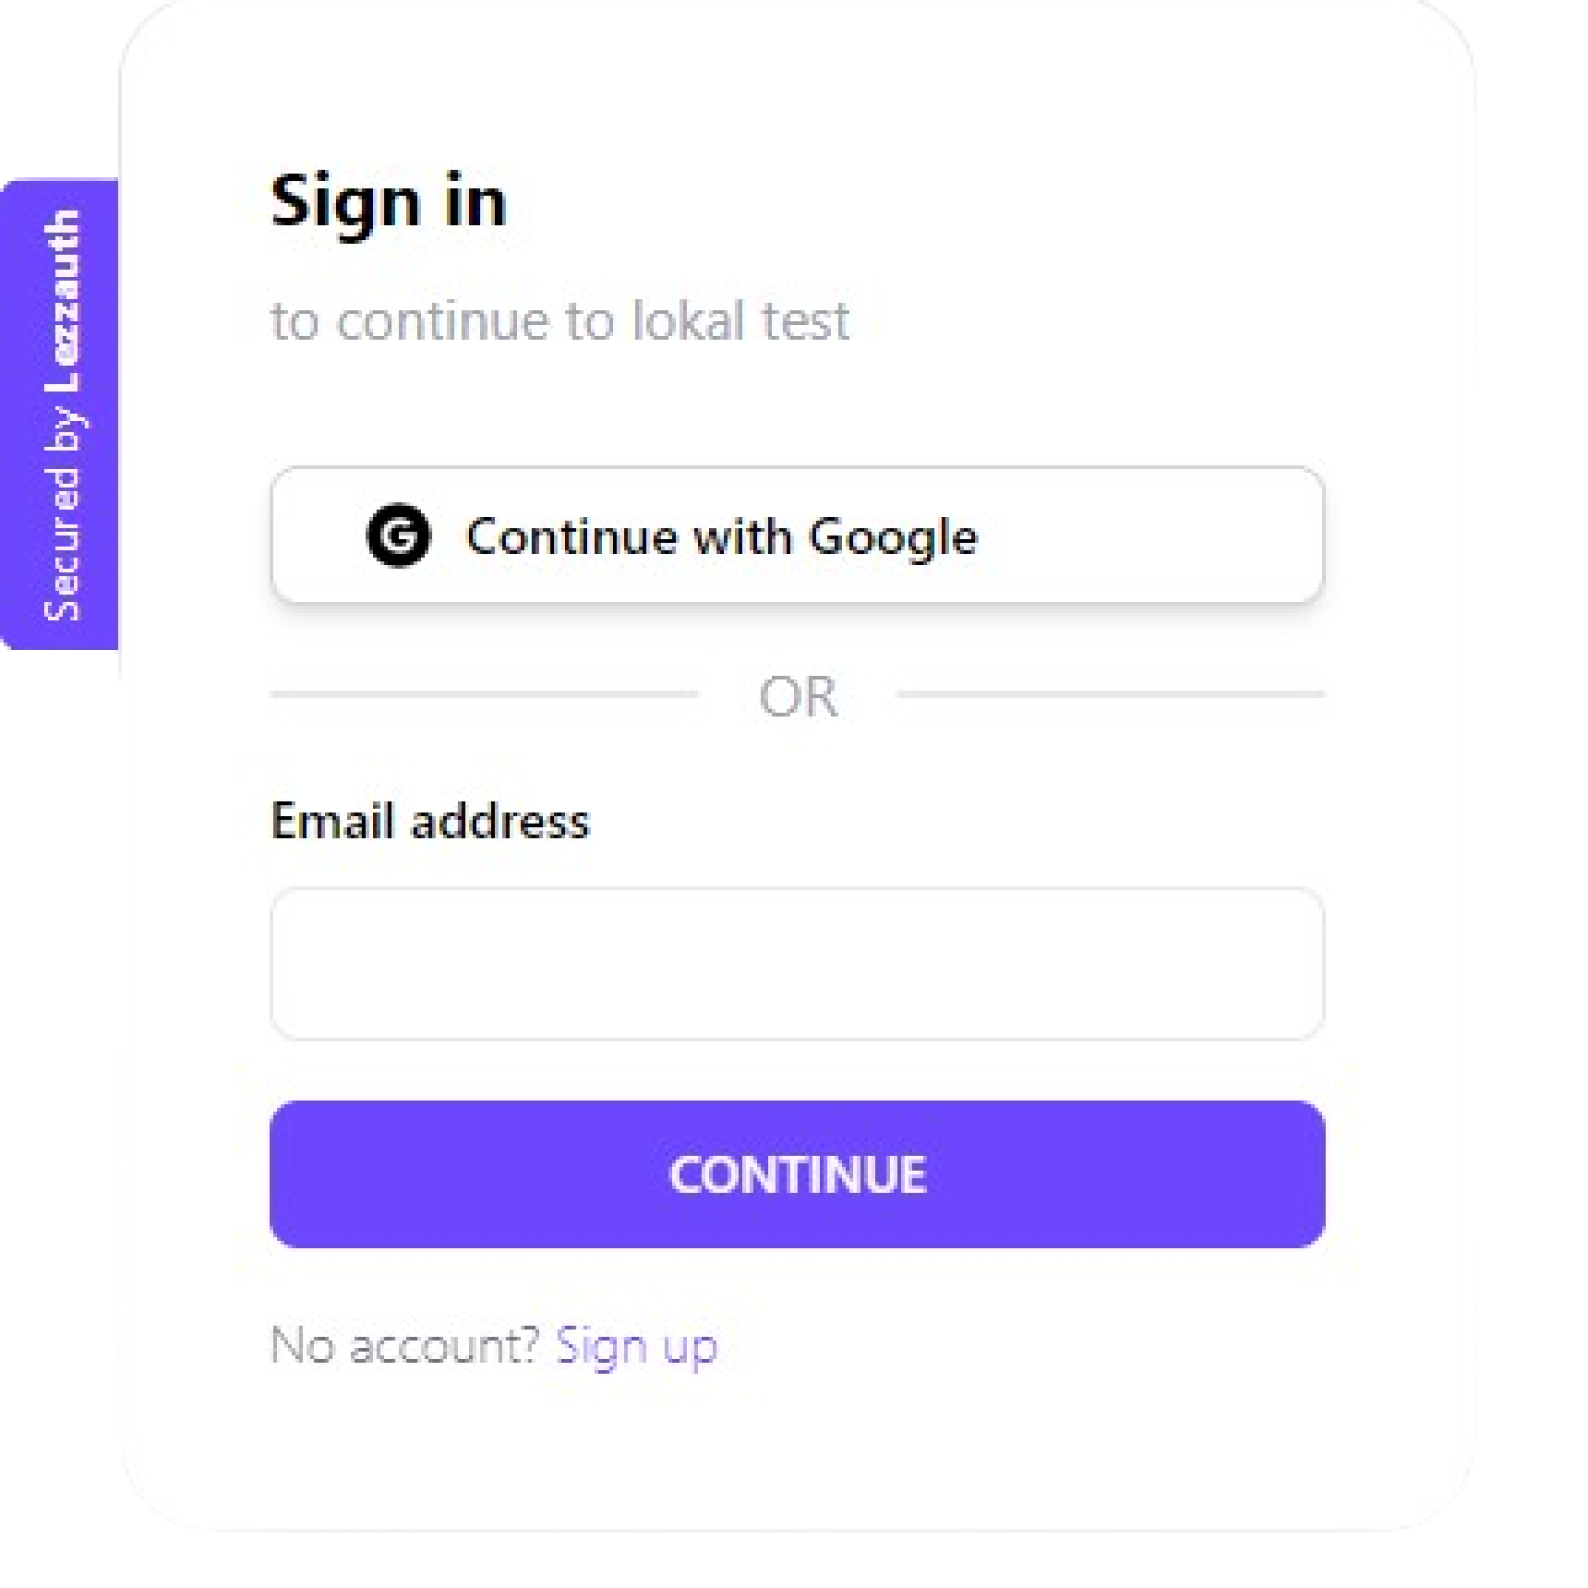 Sign in
to continue to lokal test
Secured by Lezzauth
G Continue with Google
OR
Email address
CONTINUE
No account? Sign up